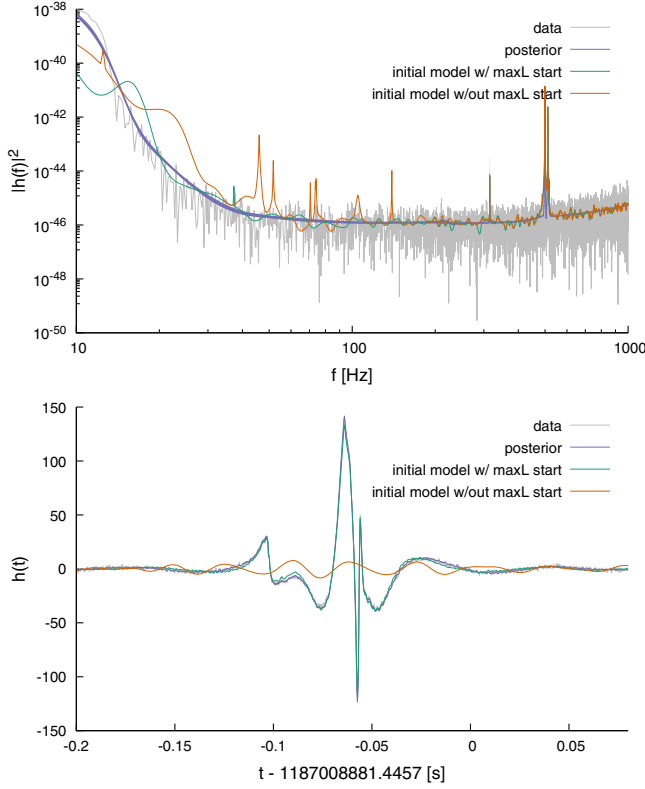 10^-38
10^-40
10^-42
10^-44
10^-46
10^-48
10^-50
|h(f)|^2
data
posterior
initial model w/ maxL start
initial model w/out maxL start
10 100 1000
f [Hz]
150
100
50
0
-50
-100
-150
h(t)
data
posterior
initial model w/ maxL start
initial model w/out maxL start
-0.2 -0.15 -0.1 -0.05 0 0.05
t - 1187008881.4457 [s]